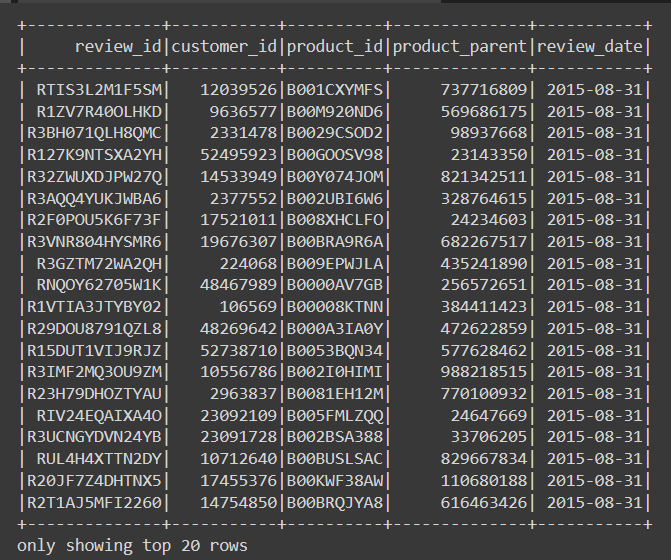 +--------------+-----------+----------+--------------+-----------+
|     review_id|customer_id|product_id|product_parent|review_date|
+--------------+-----------+----------+--------------+-----------+
| RTIS3L2M1F5SM|   12039526|B001CXYMFS|     737716809| 2015-08-31|
| R1ZV7R40OLHKD|    9636577|B00M920ND6|     569686175| 2015-08-31|
|R3BH071QLH8QMC|    2331478|B0029CSOD2|      98937668| 2015-08-31|
|R127K9NTSXA2YH|   52495923|B00GOOSV98|      23143350| 2015-08-31|
|R32ZWUXDJPW27Q|   14533949|B00Y074JOM|     821342511| 2015-08-31|
|R3AQQ4YUKJWBA6|    2377552|B002UBI6W6|     328764615| 2015-08-31|
|R2F0POU5K6F73F|   17521011|B008XHCLFO|      24234603| 2015-08-31|
|R3VNR804HYSMR6|   19676307|B00BRA9R6A|     682267517| 2015-08-31|
| R3GZTM72WA2QH|     224068|B009EPWJLA|     435241890| 2015-08-31|
| RNQOY62705W1K|   48467989|B0000AV7GB|     256572651| 2015-08-31|
|R1VTIA3JTYBY02|     106569|B00008KTNN|     384411423| 2015-08-31|
|R29DOU8791QZL8|   48269642|B000A3IA0Y|     472622859| 2015-08-31|
|R15DUT1VIJ9RJZ|   52738710|B0053BQN34|     577628462| 2015-08-31|
|R3IMF2MQ3OU9ZM|   10556786|B002I0HIMI|     988218515| 2015-08-31|
|R23H79DHOZTYAU|    2963837|B0081EH12M|     770100932| 2015-08-31|
| RIV24EQAIXA4O|   23092109|B005FMLZQQ|      24647669| 2015-08-31|
|R3UCNGYDVN24YB|   23091728|B002BSA388|      33706205| 2015-08-31|
| RUL4H4XTTN2DY|   10712640|B00BUSLSAC|     829667834| 2015-08-31|
|R20JF7Z4DHTNX5|   17455376|B00KWF38AW|     110680188| 2015-08-31|
|R2T1AJ5MFI2260|   14754850|B00BRQJYA8|     616463426| 2015-08-31|
+--------------+-----------+----------+--------------+-----------+
only showing top 20 rows